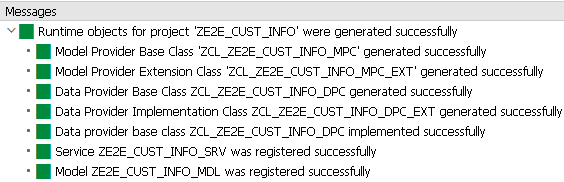 Messages
Runtime objects for project 'ZE2E_CUST_INFO' were generated successfully
Model Provider Base Class 'ZCL_ZE2E_CUST_INFO_MPC' generated successfully
Model Provider Extension Class 'ZCL_ZE2E_CUST_INFO_MPC_EXT' generated successfully
Data Provider Base Class ZCL_ZE2E_CUST_INFO_DPC generated successfully
Data Provider Implementation Class ZCL_ZE2E_CUST_INFO_DPC_EXT generated successfully
Data provider base class ZCL_ZE2E_CUST_INFO_DPC implemented successfully
Service ZE2E_CUST_INFO_SRV was registered successfully
Model ZE2E_CUST_INFO_MDL was registered successfully